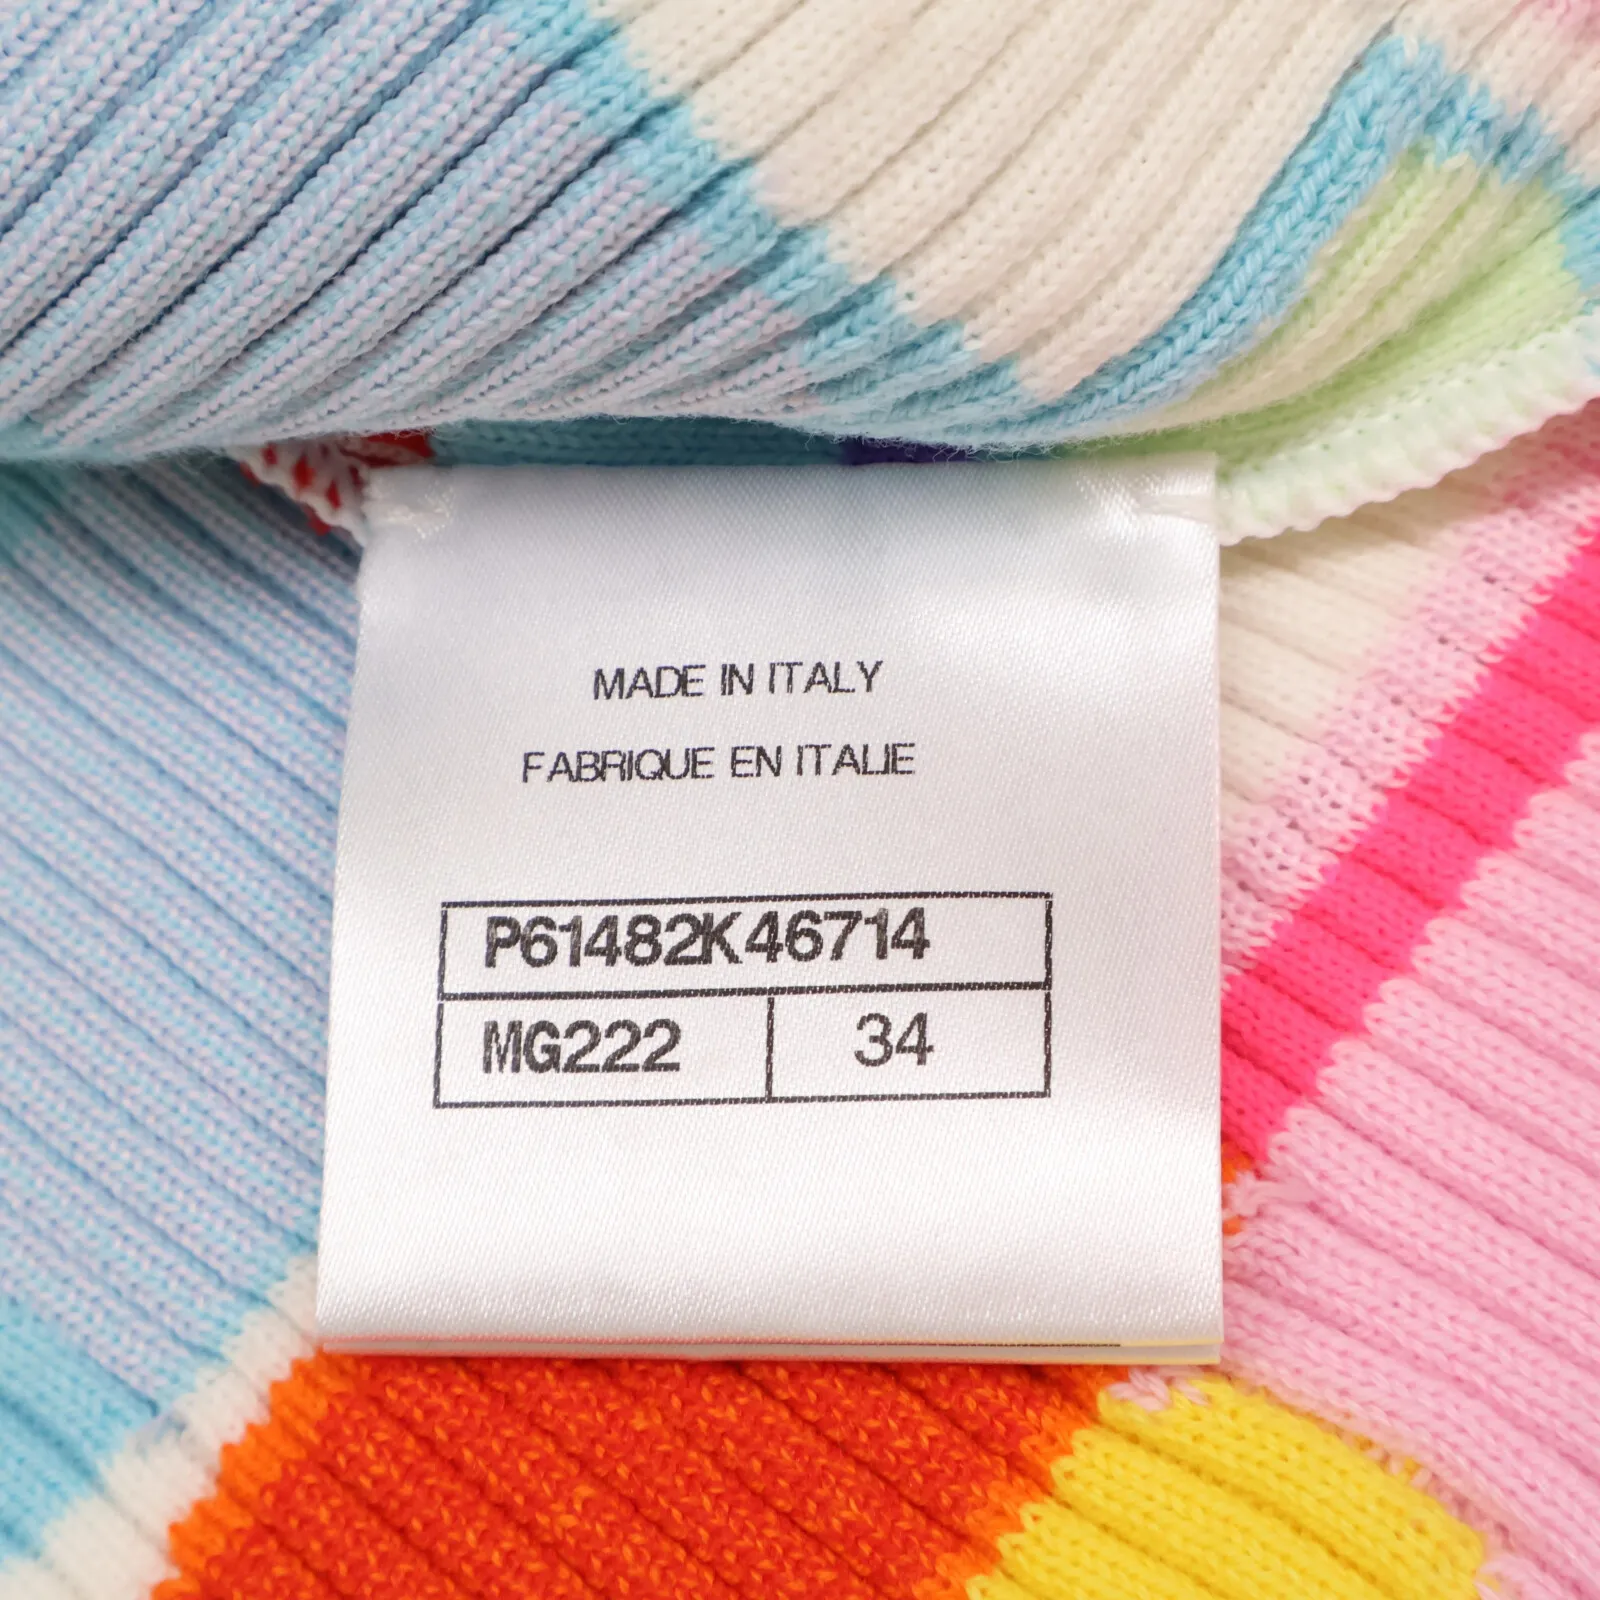 MADE IN ITALY
FABRIQUE EN ITALIE
P61482K46714
MG222 34